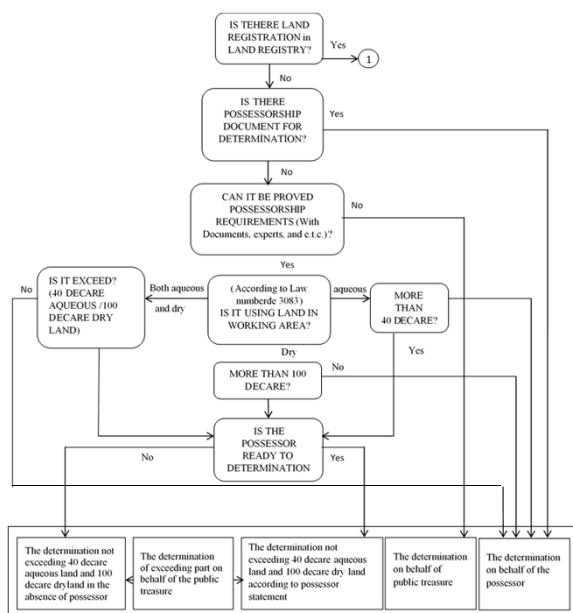 IS TEHERE LAND
REGISTRATION in
LAND REGISTRY?
Yes
1
No
IS THERE
POSSESSORSHIP
DOCUMENT FOR
DETERMINATİON?
Yes
No
CAN IT BE PROVED
POSSESSORSHIP
REQUIREMENTS (With
Documents, experts, and e.t.c.)?
No
Yes
No
IS IT EXCEED?
(40 DECARE
AQUEOUS /100
DECARE DRY
LAND)
Both aqueous
and dry
(According to Law
numberde 3083)
IS IT USING LAND IN
WORKING AREA?
aqueous
MORE
THAN
40 DECARE?
Dry
Yes
MORE THAN 100
DECARE?
No
IS THE
POSSESSOR
READY TO
DETERMINATION
No
Yes
The determination not
exceeding 40 decare
aqueous land and 100
decare dryland in the
absence of possessor
The determination
of exceeding part on
behalf of the public
treasure
The determination not
exceeding 40 decare aqueous
land and 100 decare dry land
according to possessor
statement
The determination
on behalf of
public treasure
The determination
on behalf of the
possessor